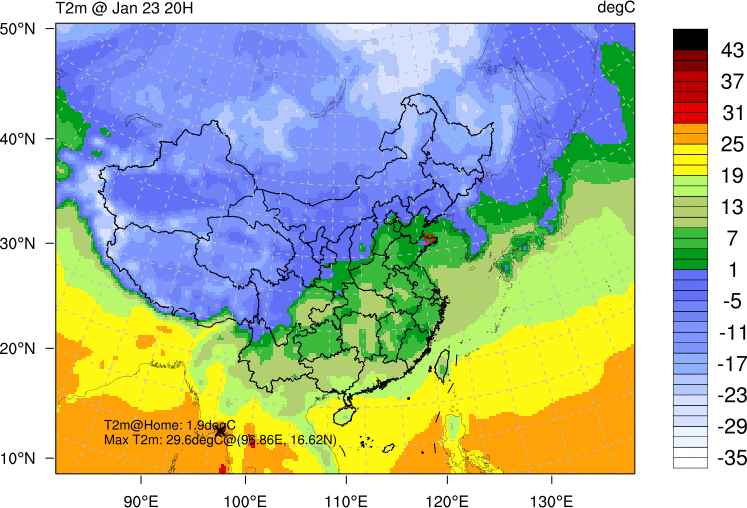 T2m @ Jan 23 20H
degC
50°N
40°N
30°N
20°N
10°N
90°E
100°E
110°E
120°E
130°E
T2m@Home: 1.9degC
Max T2m: 29.6degC@(96.86E, 16.62N)
43
37
31
25
19
13
7
1
-5
-11
-17
-23
-29
-35